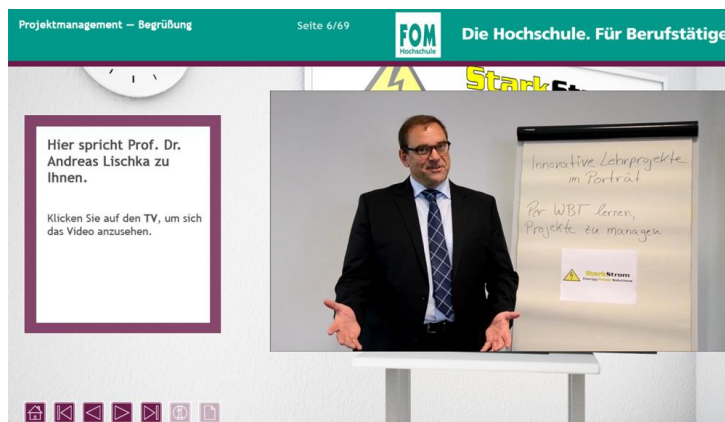 Projektmanagement — Begrüßung
Seite 6/69
FOM
Hochschule
Die Hochschule. Für Berufstätige
StarkStr
Hier spricht Prof. Dr.
Andreas Lischka zu
Ihnen.
Klicken Sie auf den TV, um sich
das Video anzusehen.
Innovative Lehrprojekte
im Porträt
Per WBT lernen,
Projekte zu managen
StarkStrom